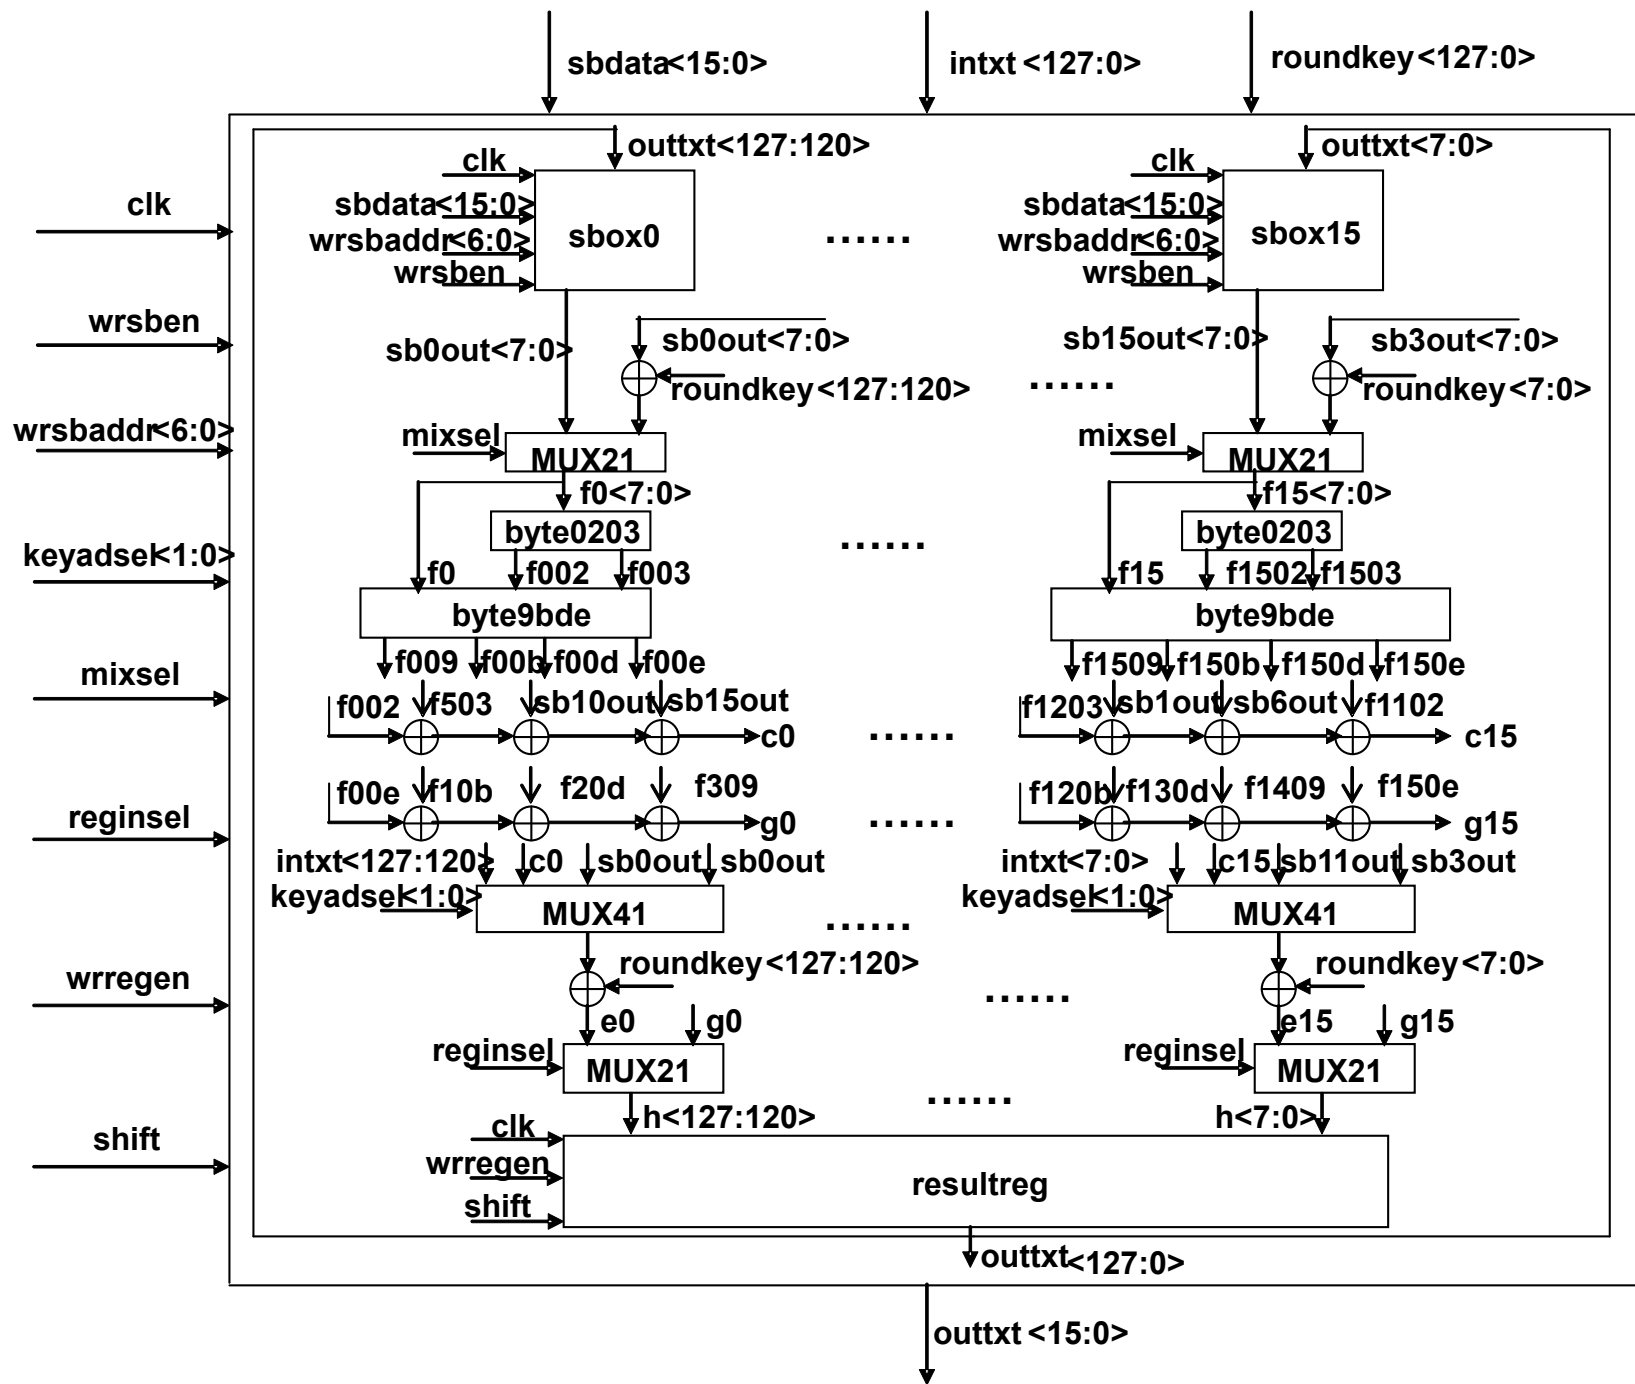 sbdata<15:0> intxt <127:0> roundkey <127:0>
outtxt<127:120> outtxt<7:0>
clk clk
clk sbdata<15:0> sbdata<15:0>
sbox0 ...... sbox15
wrsbaddr<6:0> wrsbaddr<6:0>
wrsben wrsben
wrsben sb0out<7:0> sb0out<7:0> sb15out<7:0> sb3out<7:0>
roundkey <127:120> ...... roundkey <7:0>
wrsbaddr<6:0> mixsel mixsel
MUX21 MUX21
f0<7:0> f15<7:0>
byte0203 ...... byte0203
keyadsel<1:0> f0 f002 f003 f15 f1502 f1503
byte9bde byte9bde
f009 f00b f00d f00e f1509 f150b f150d f150e
mixsel
f002 f503 sb10out sb15out f1203 sb1out sb6out f1102
c0 ...... c15
f00e f10b f20d f309 f120b f130d f1409 f150e
reginsel g0 ...... g15
intxt<127:120> c0 sb0out sb0out intxt<7:0> c15 sb11out sb3out
keyadsel<1:0> keyadsel<1:0>
MUX41 ...... MUX41
wrregen roundkey <127:120> roundkey <7:0>
......
e0 g0 e15 g15
reginsel reginsel
MUX21 MUX21
......
h<127:120> h<7:0>
shift clk
wrregen
resultreg
shift
outtxt<127:0>
outtxt <15:0>